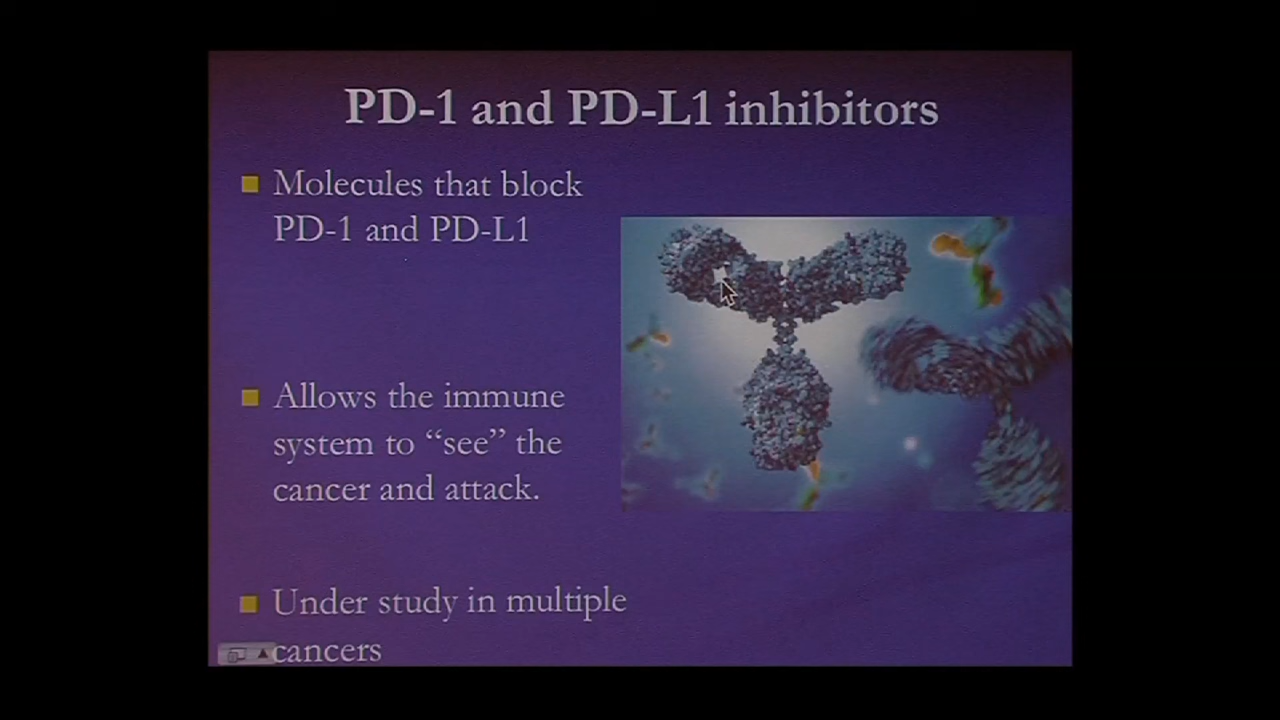 PD-1 and PD-L1 inhibitors
Molecules that block
PD-1 and PD-L1
Allows the immune
system to “see” the
cancer and attack.
Under study in multiple
cancers